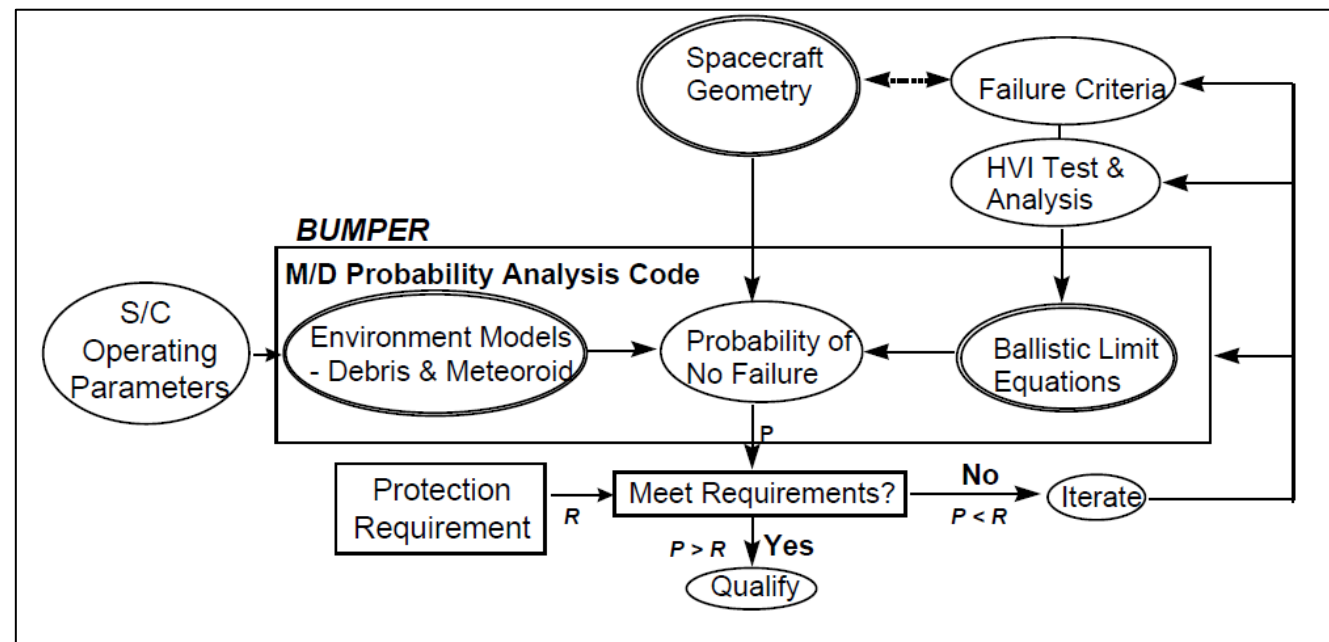 Spacecraft
Geometry
Failure Criteria
HVI Test &
Analysis
BUMPER
M/D Probability Analysis Code
S/C
Operating
Parameters
Environment Models
- Debris & Meteoroid
Probability of
No Failure
Ballistic Limit
Equations
P
Protection
Requirement
R
Meet Requirements?
No
P < R
Iterate
P > R
Yes
Qualify